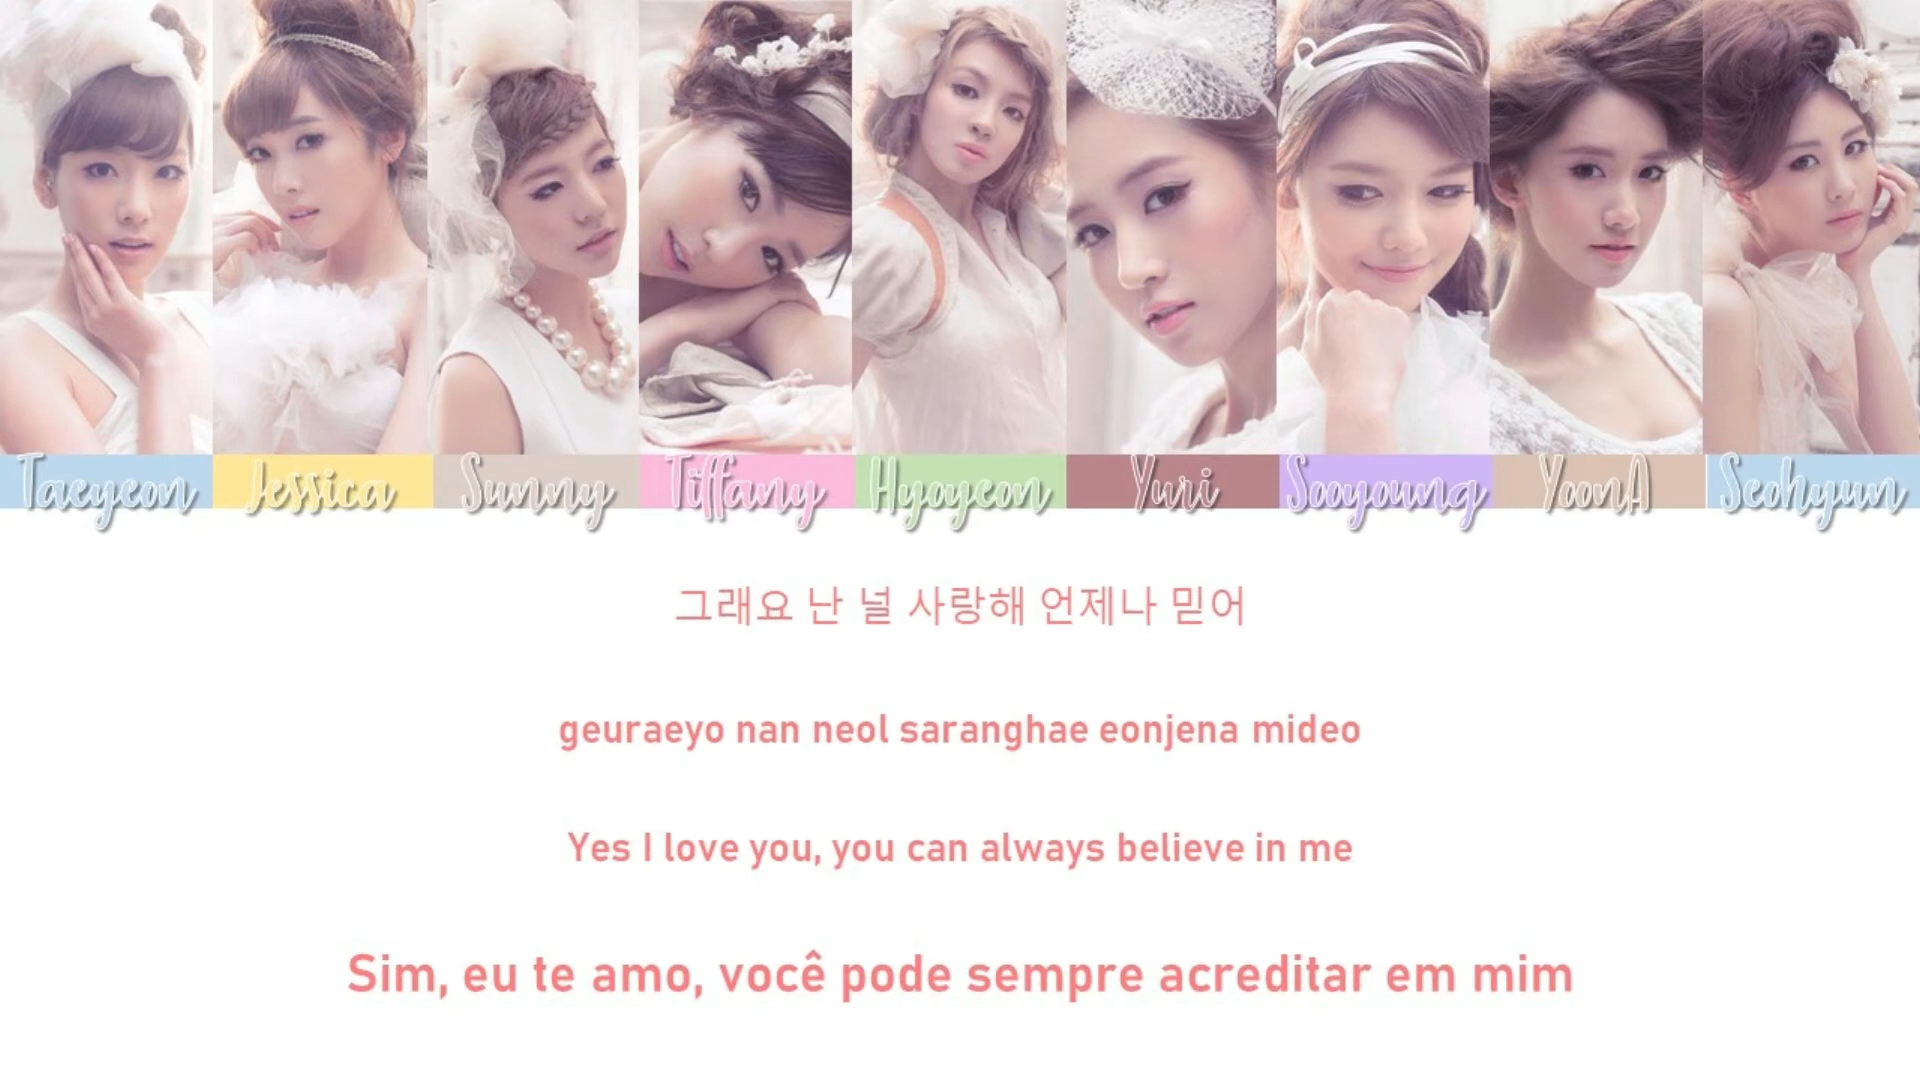 Taeyeon Jessica Sunny Tiffany Hyoyeon Yuri Sooyoung YoonA Seohyun
그래요 난 널 사랑해 언제나 믿어
geuraeyo nan neol saranghae eonjena mideo
Yes I love you, you can always believe in me
Sim, eu te amo, você pode sempre acreditar em mim